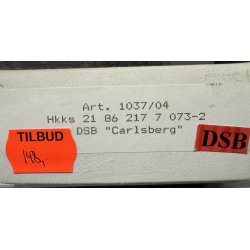 Art. 1037/04
Hkks 21 86 217 7 073-2
DSB "Carlsberg"
TILBUD
148,-
DSB